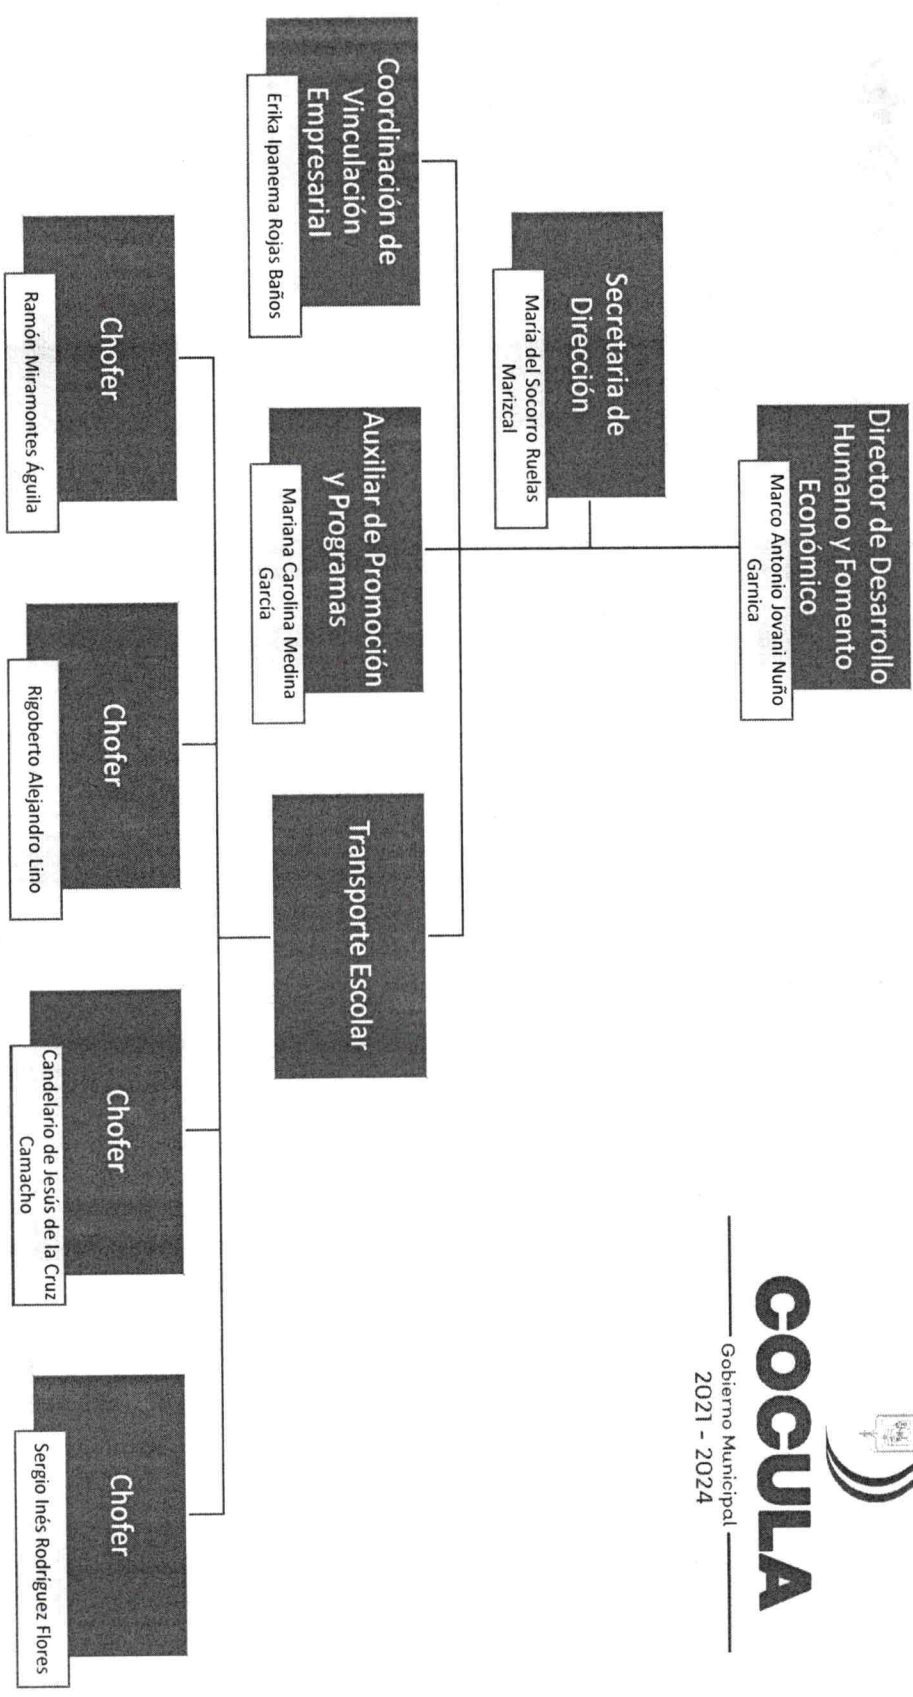 COCULA
Gobierno Municipal
2021 - 2024
Director de Desarrollo
Humano y Fomento
Económico
Marco Antonio Jovani Nuño
Garnica
Secretaria de
Dirección
María del Socorro Ruelas
Marizcal
Coordinación de
Vinculación
Empresarial
Erika Ipanema Rojas Baños
Auxiliar de Promoción
y Programas
Mariana Carolina Medina
García
Transporte Escolar
Chofer
Ramón Miramontes Águila
Chofer
Rigoberto Alejandro Lino
Chofer
Candelario de Jesús de la Cruz
Camacho
Chofer
Sergio Inés Rodríguez Flores